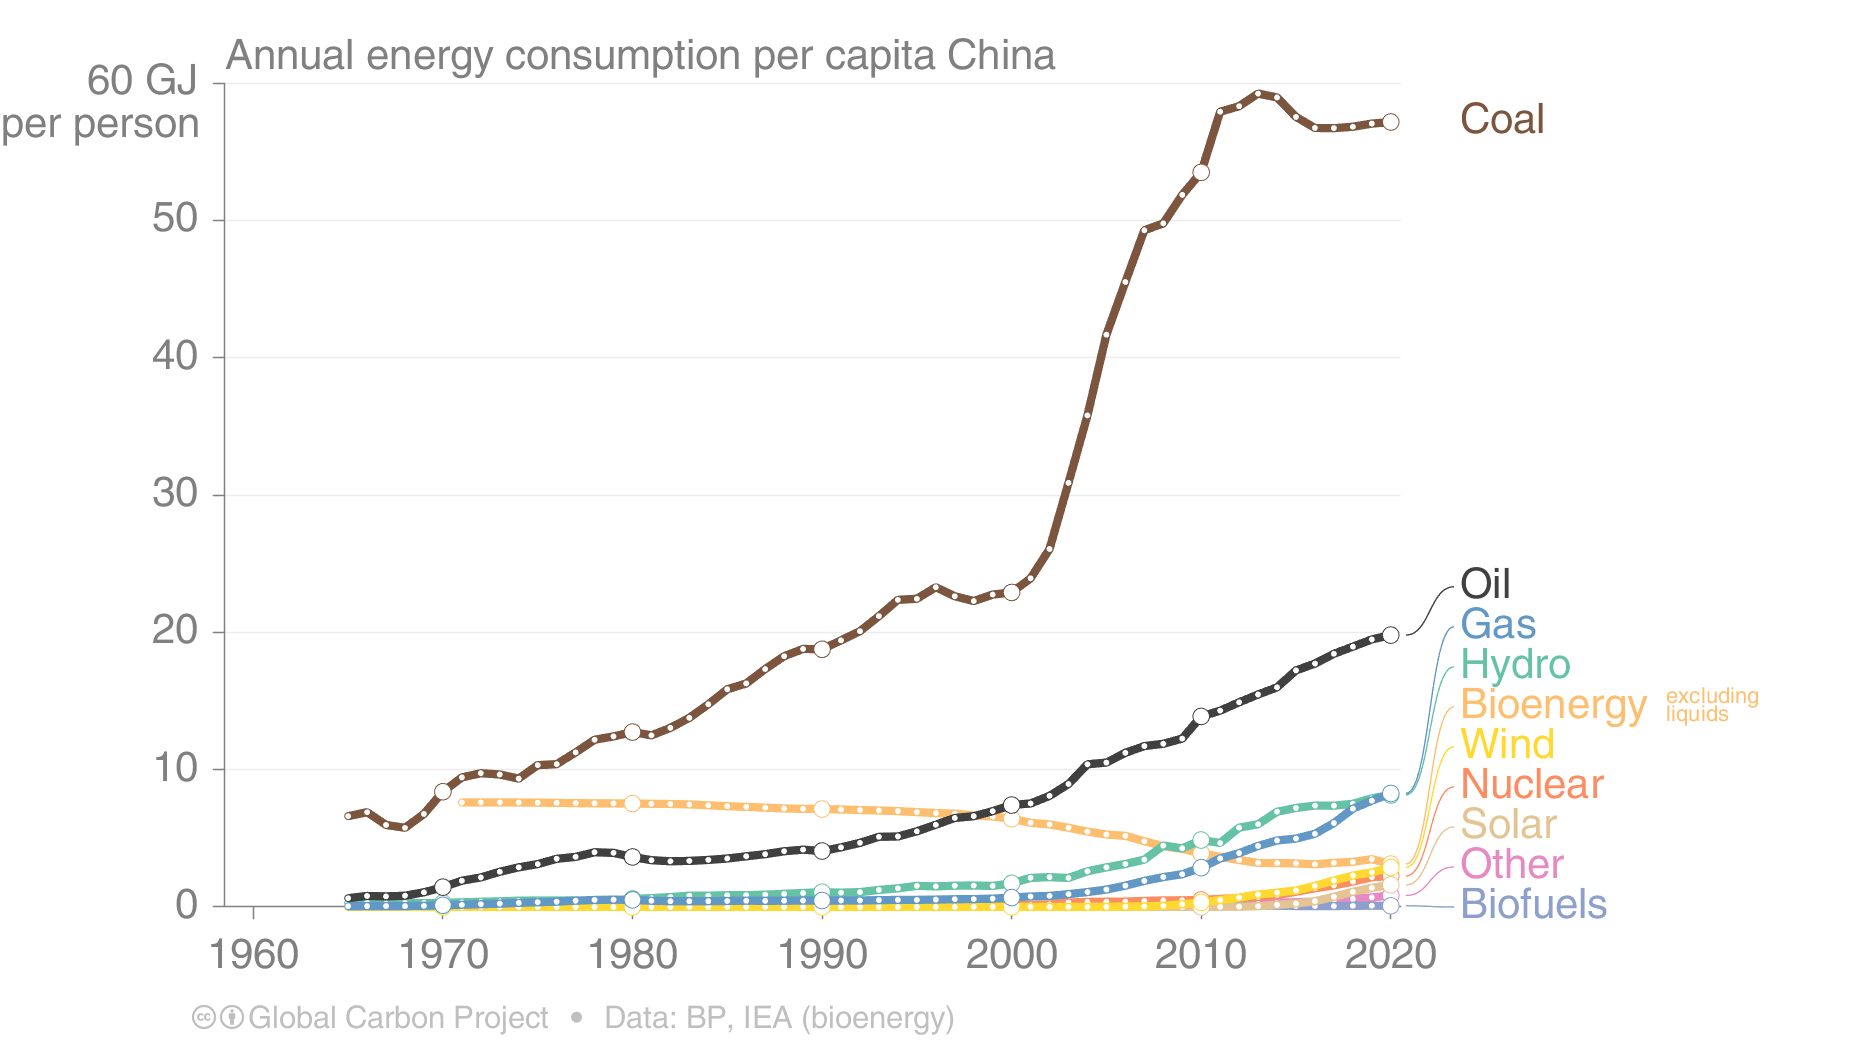 Annual energy consumption per capita China
60 GJ
per person
50
40
30
20
10
0
1960 1970 1980 1990 2000 2010 2020
Coal
Oil
Gas
Hydro
Bioenergy excluding
liquids
Wind
Nuclear
Solar
Other
Biofuels
cc Global Carbon Project • Data: BP, IEA (bioenergy)